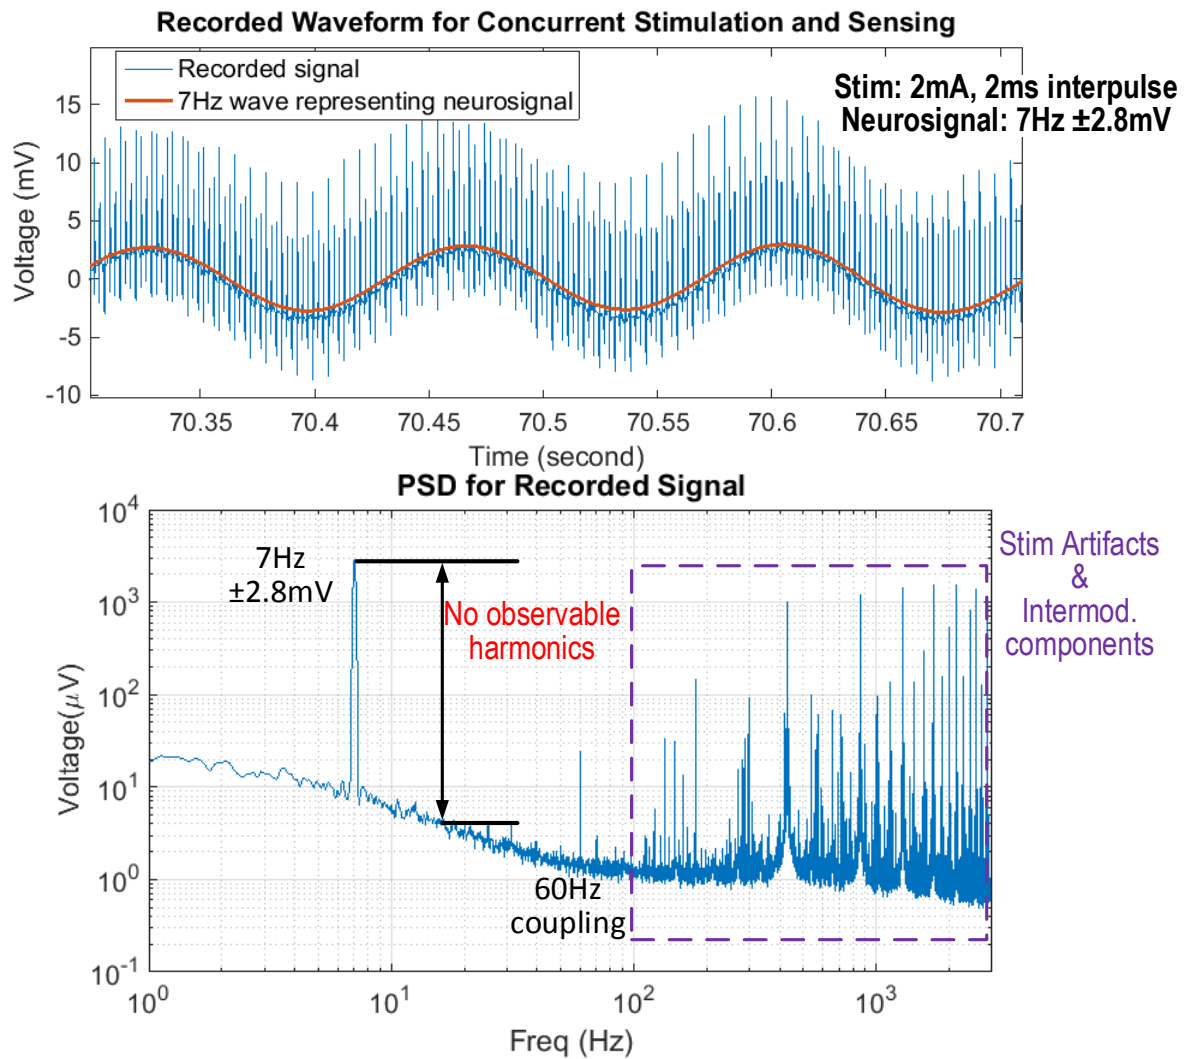 Recorded Waveform for Concurrent Stimulation and Sensing
Recorded signal
7Hz wave representing neurosignal
Stim: 2mA, 2ms interpulse
Neurosignal: 7Hz ±2.8mV
Voltage (mV)
15
10
5
0
-5
-10
70.35 70.4 70.45 70.5 70.55 70.6 70.65 70.7
Time (second)
PSD for Recorded Signal
Voltage(μV)
10^4
10^3
10^2
10^1
10^0
10^-1
7Hz
±2.8mV
No observable
harmonics
Stim Artifacts
&
Intermod.
components
60Hz
coupling
10^0 10^1 10^2 10^3
Freq (Hz)